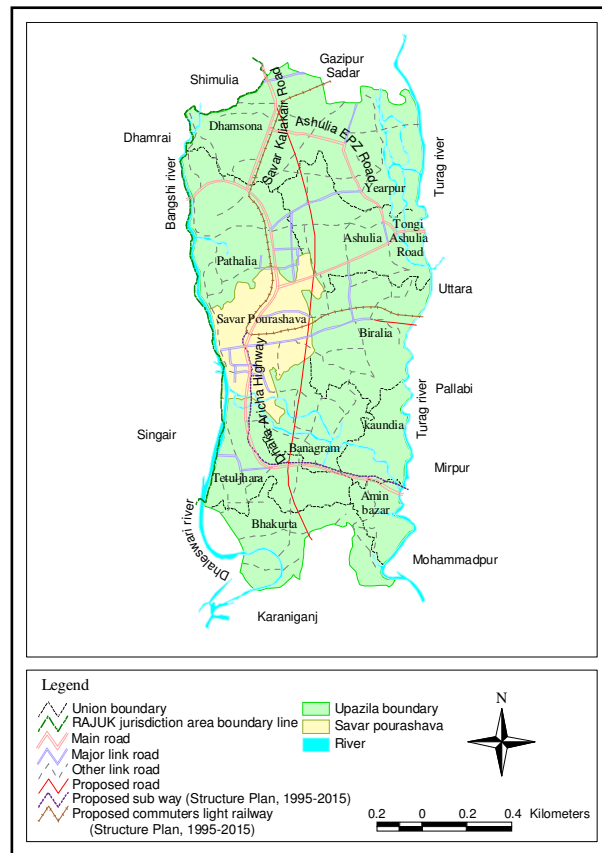 Gazipur
Sadar
Shimulia
Dhamsona
Savar Kaliakair Road
Ashulia EPZ Road
Dhamrai
Bangshi river
Turag river
Yearpur
Tongi
Ashulia
Road
Ashulia
Pathalia
Uttara
Savar Pourashava
Biralia
Dhaka-Aricha Highway
Pallabi
Turag river
kaundia
Singair
Banagram
Mirpur
Tetuljhara
Amin
bazar
Bhakurta
Dhaleswari river
Mohammadpur
Karaniganj
Legend
Union boundary
RAJUK jurisdiction area boundary line
Main road
Major link road
Other link road
Proposed road
Proposed sub way (Structure Plan, 1995-2015)
Proposed commuters light railway
(Structure Plan, 1995-2015)
Upazila boundary
Savar pourashava
River
N
0.2 0 0.2 0.4 Kilometers